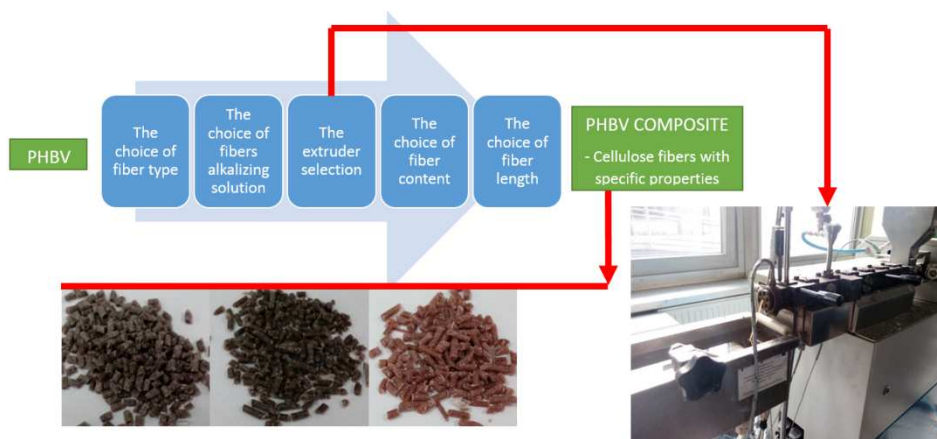 PHBV
The
choice of
fiber type
The
choice of
fibers
alkalizing
solution
The
extruder
selection
The
choice of
fiber
content
The
choice of
fiber
length
PHBV COMPOSITE
- Cellulose fibers with
specific properties